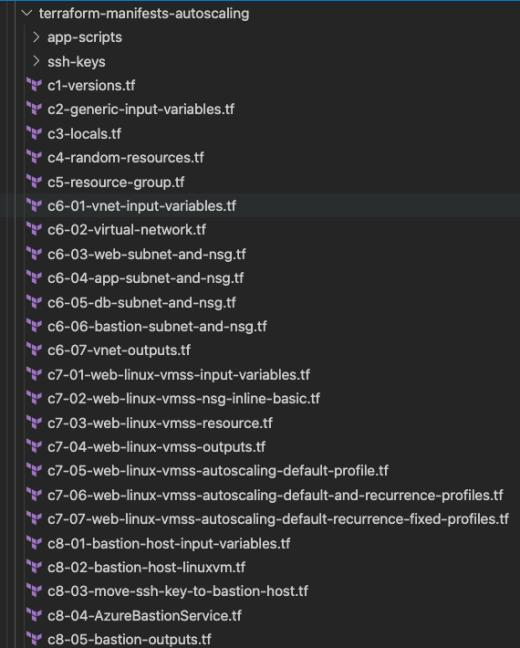 terraform-manifests-autoscaling
app-scripts
ssh-keys
c1-versions.tf
c2-generic-input-variables.tf
c3-locals.tf
c4-random-resources.tf
c5-resource-group.tf
c6-01-vnet-input-variables.tf
c6-02-virtual-network.tf
c6-03-web-subnet-and-nsg.tf
c6-04-app-subnet-and-nsg.tf
c6-05-db-subnet-and-nsg.tf
c6-06-bastion-subnet-and-nsg.tf
c6-07-vnet-outputs.tf
c7-01-web-linux-vmss-input-variables.tf
c7-02-web-linux-vmss-nsg-inline-basic.tf
c7-03-web-linux-vmss-resource.tf
c7-04-web-linux-vmss-outputs.tf
c7-05-web-linux-vmss-autoscaling-default-profile.tf
c7-06-web-linux-vmss-autoscaling-default-and-recurrence-profiles.tf
c7-07-web-linux-vmss-autoscaling-default-recurrence-fixed-profiles.tf
c8-01-bastion-host-input-variables.tf
c8-02-bastion-host-linuxvm.tf
c8-03-move-ssh-key-to-bastion-host.tf
c8-04-AzureBastionService.tf
c8-05-bastion-outputs.tf